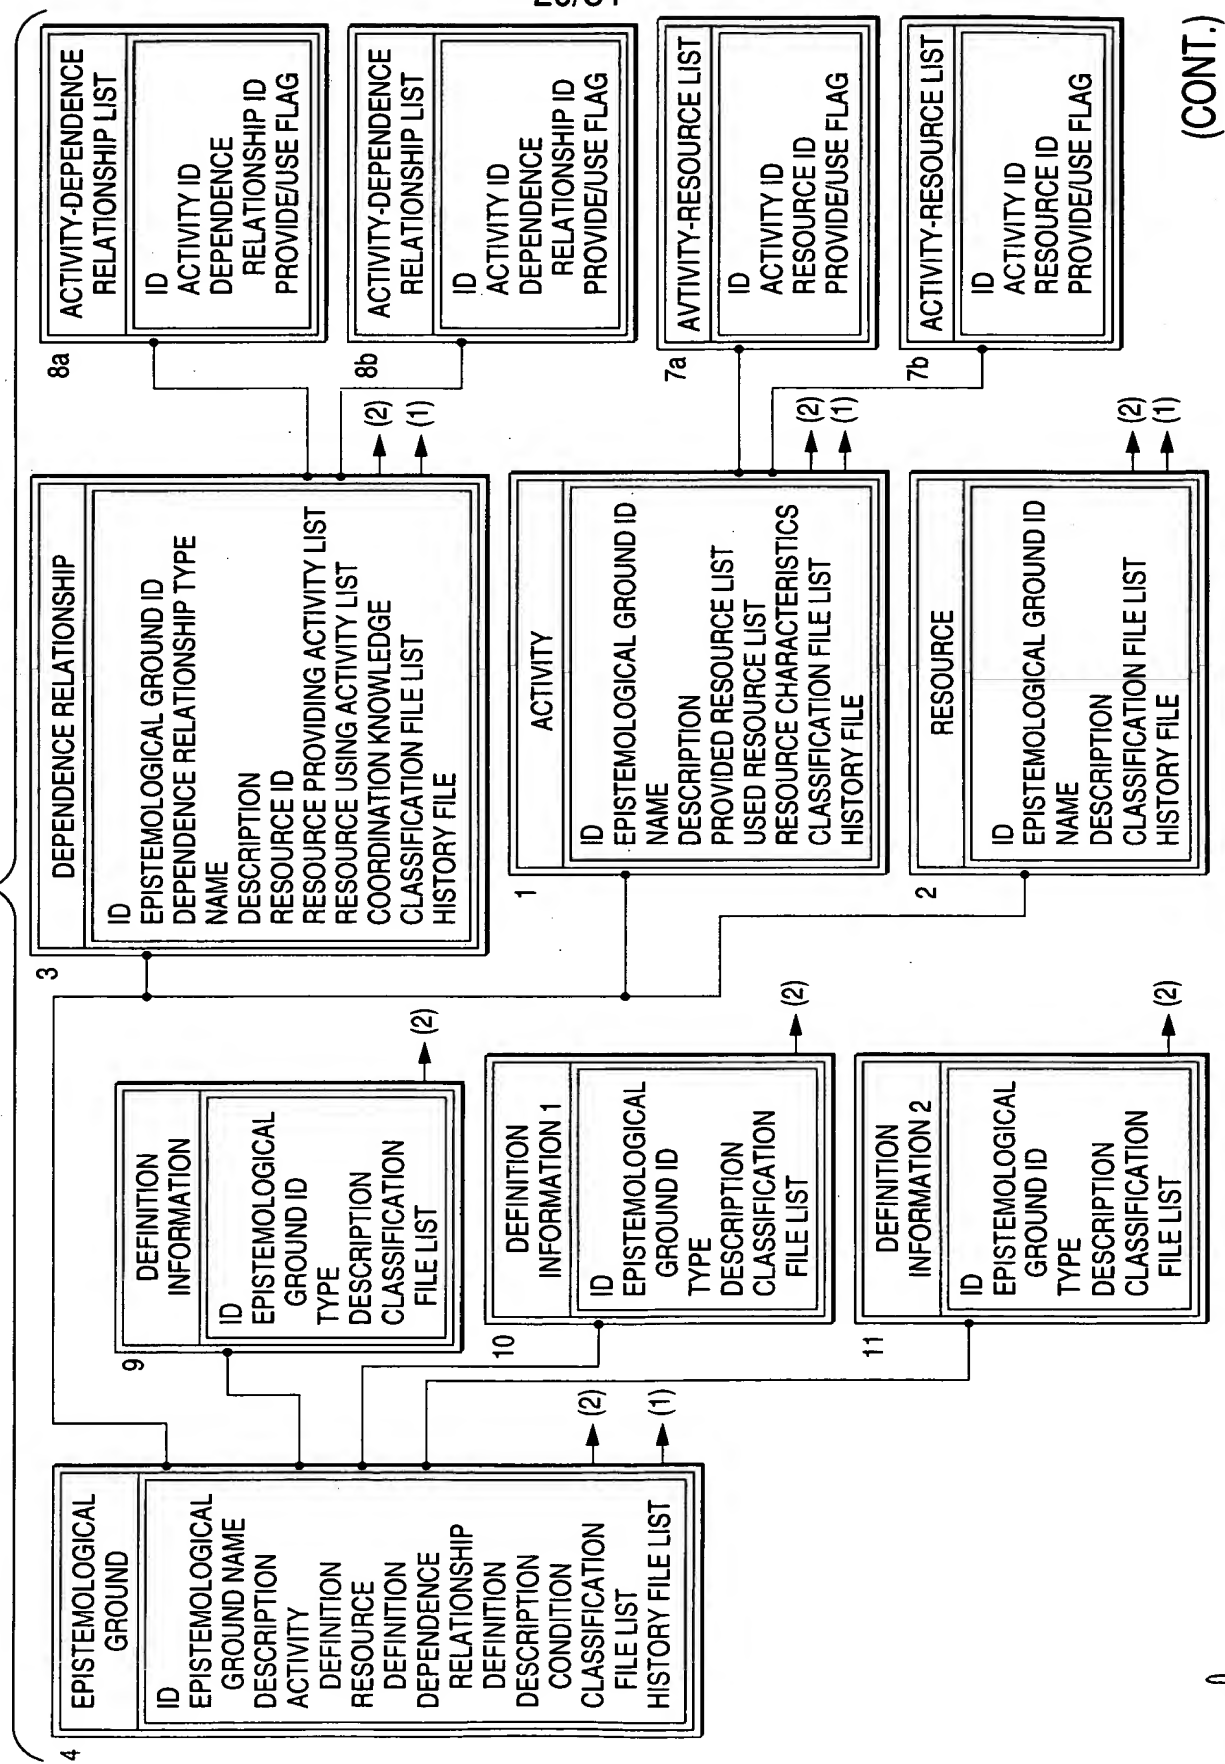 4
EPISTEMOLOGICAL
GROUND
ID
EPISTEMOLOGICAL
GROUND NAME
DESCRIPTION
ACTIVITY
DEFINITION
RESOURCE
DEFINITION
DEPENDENCE
RELATIONSHIP
DEFINITION
DESCRIPTION
CONDITION
CLASSIFICATION
FILE LIST
HISTORY FILE LIST
(2)
(1)
9
DEFINITION
INFORMATION
ID
EPISTEMOLOGICAL
GROUND ID
TYPE
DESCRIPTION
CLASSIFICATION
FILE LIST
(2)
10
DEFINITION
INFORMATION 1
ID
EPISTEMOLOGICAL
GROUND ID
TYPE
DESCRIPTION
CLASSIFICATION
FILE LIST
(2)
11
DEFINITION
INFORMATION 2
ID
EPISTEMOLOGICAL
GROUND ID
TYPE
DESCRIPTION
CLASSIFICATION
FILE LIST
(2)
3
DEPENDENCE RELATIONSHIP
ID
EPISTEMOLOGICAL GROUND ID
DEPENDENCE RELATIONSHIP TYPE
NAME
DESCRIPTION
RESOURCE ID
RESOURCE PROVIDING ACTIVITY LIST
RESOURCE USING ACTIVITY LIST
COORDINATION KNOWLEDGE
CLASSIFICATION FILE LIST
HISTORY FILE
(2)
(1)
1
ACTIVITY
ID
EPISTEMOLOGICAL GROUND ID
NAME
DESCRIPTION
PROVIDED RESOURCE LIST
USED RESOURCE LIST
RESOURCE CHARACTERISTICS
CLASSIFICATION FILE LIST
HISTORY FILE
(2)
(1)
2
RESOURCE
ID
EPISTEMOLOGICAL GROUND ID
NAME
DESCRIPTION
CLASSIFICATION FILE LIST
HISTORY FILE
(2)
(1)
8a
ACTIVITY-DEPENDENCE
RELATIONSHIP LIST
ID
ACTIVITY ID
DEPENDENCE
RELATIONSHIP ID
PROVIDE/USE FLAG
8b
ACTIVITY-DEPENDENCE
RELATIONSHIP LIST
ID
ACTIVITY ID
DEPENDENCE
RELATIONSHIP ID
PROVIDE/USE FLAG
7a
AVTIVITY-RESOURCE LIST
ID
ACTIVITY ID
RESOURCE ID
PROVIDE/USE FLAG
7b
ACTIVITY-RESOURCE LIST
ID
ACTIVITY ID
RESOURCE ID
PROVIDE/USE FLAG
(CONT.)